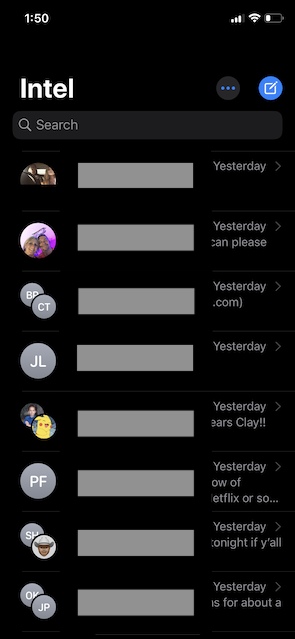 1:50
Intel
Search
Yesterday
Yesterday
can please
BP
CT
Yesterday
.com)
JL
Yesterday
Yesterday
ears Clay!!
PF
Yesterday
ow of
Netflix or so...
SH
Yesterday
tonight if y'all
OK
JP
Yesterday
s for about a